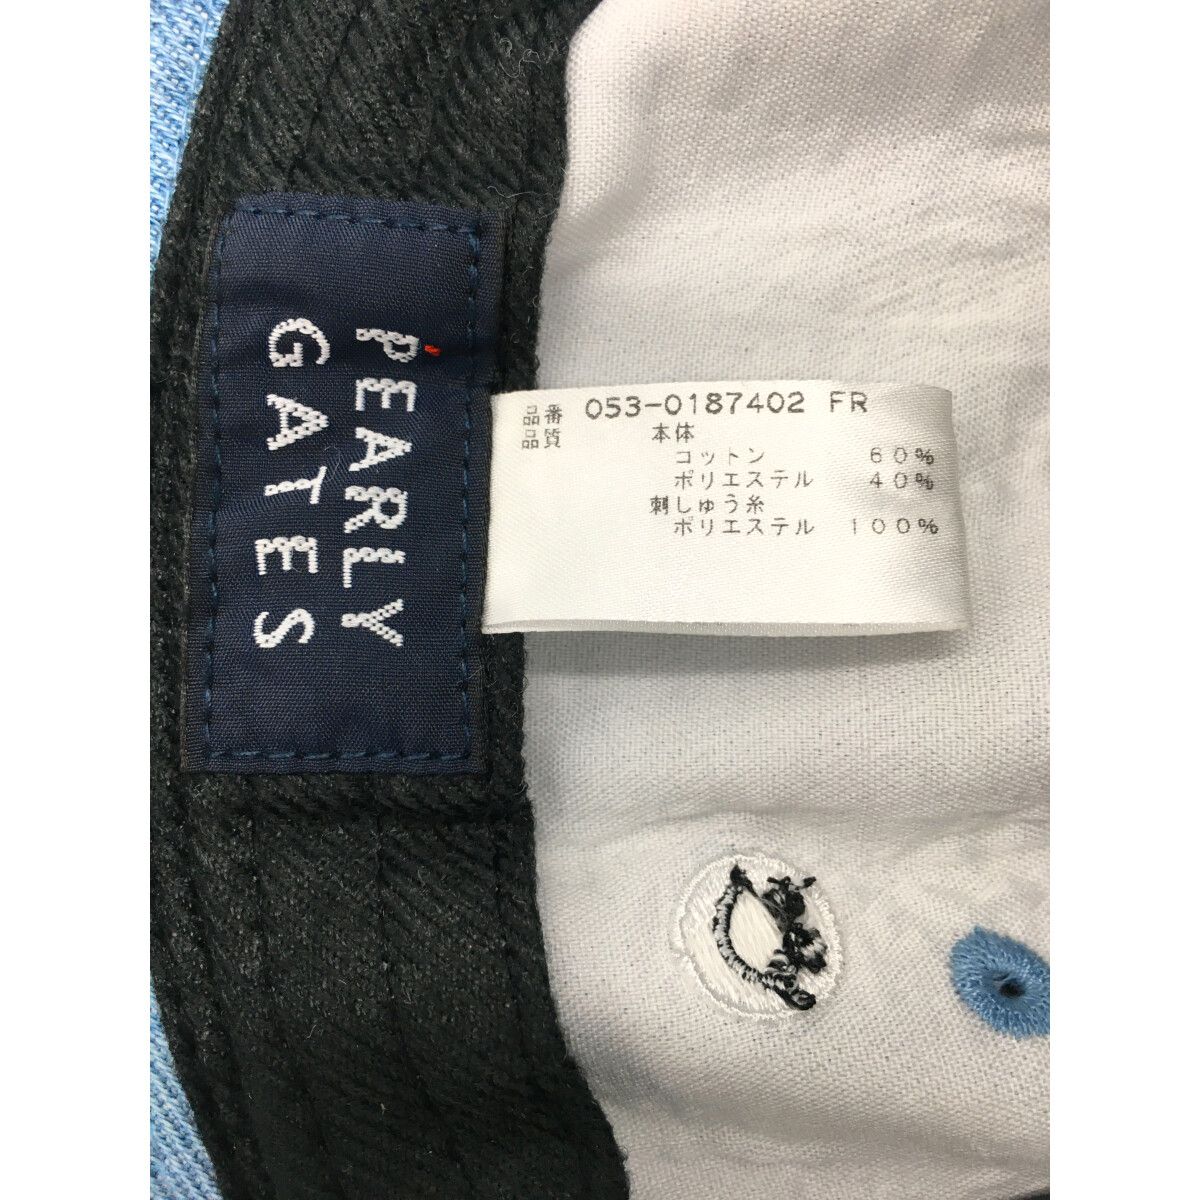 PEARLY
GATES
品番 053-0187402 FR
品質 本体
コットン 60%
ポリエステル 40%
刺しゅう糸
ポリエステル 100%